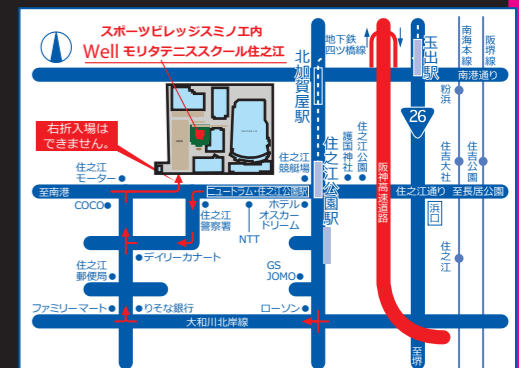 スポーツビレッジスミノエ内
Well モリタテニススクール住之江
地下鉄
四ツ橋線
北加賀屋駅
玉出駅
南海本線
阪堺線
南港通り
粉浜
26
右折入場は
できません。
住之江
競艇場
住之江公園駅
護国神社
住之江公園
阪神高速道路
住吉大社
住吉公園
住之江
モーター
至南港
ニュートラム・住之江公園駅
住之江通り
至長居公園
COCO
住之江
警察署
NTT
ホテル
オスカー
ドリーム
浜口
デイリーカナート
住之江
住之江
郵便局
GS
JOMO
ファミリーマート
りそな銀行
ローソン
大和川北岸線
至堺